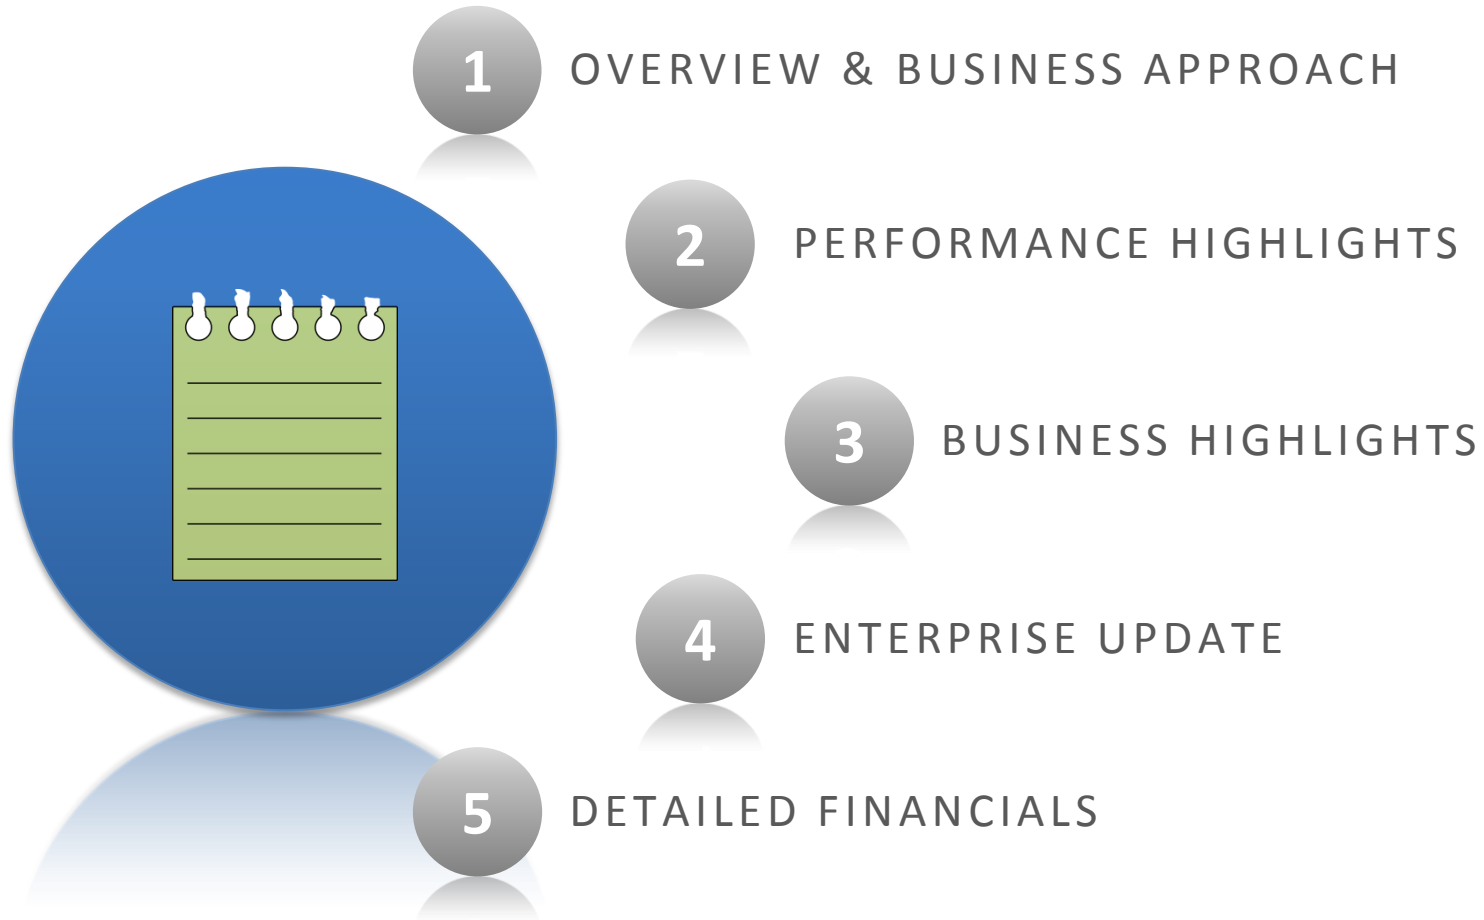 1 OVERVIEW & BUSINESS APPROACH
2 PERFORMANCE HIGHLIGHTS
3 BUSINESS HIGHLIGHTS
4 ENTERPRISE UPDATE
5 DETAILED FINANCIALS